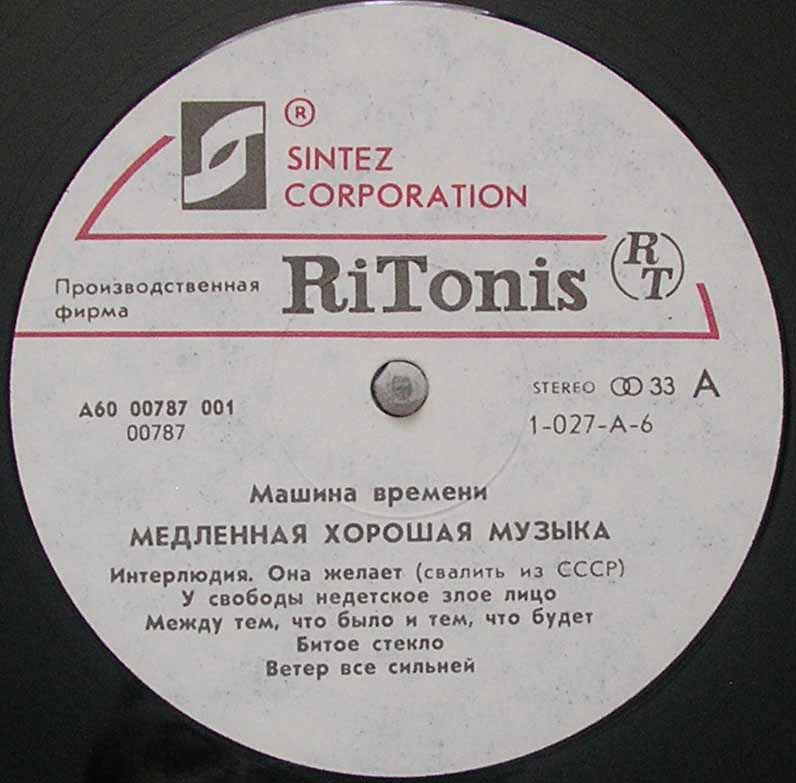 ®
SINTEZ
CORPORATION
Производственная
фирма
RiTonis
RT
A60 00787 001
00787
STEREO 33 A
1-027-A-6
Машина времени
МЕДЛЕННАЯ ХОРОШАЯ МУЗЫКА
Интерлюдия. Она желает (свалить из СССР)
У свободы недетское злое лицо
Между тем, что было и тем, что будет
Битое стекло
Ветер все сильней